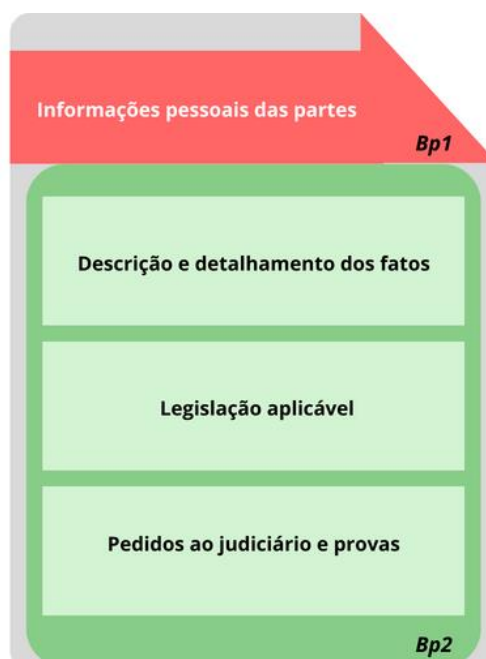 Informações pessoais das partes
Bp1
Descrição e detalhamento dos fatos
Legislação aplicável
Pedidos ao judiciário e provas
Bp2